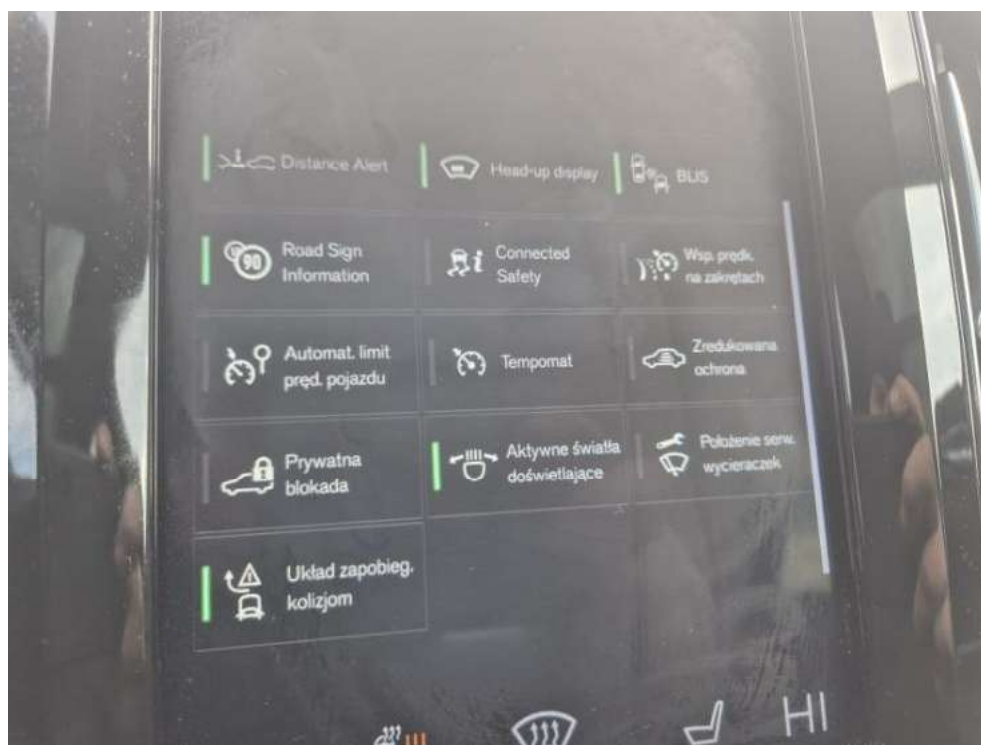 Distance Alert
Head-up display
BLIS
90
Road Sign
Information
Connected
Safety
Wsp. prędk.
na zakrętach
Automat. limit
pręd. pojazdu
Tempomat
Zredukowana
ochrona
Prywatna
blokada
Aktywne światła
doświetlające
Położenie serw.
wycieraczek
Układ zapobieg.
kolizjom
HI